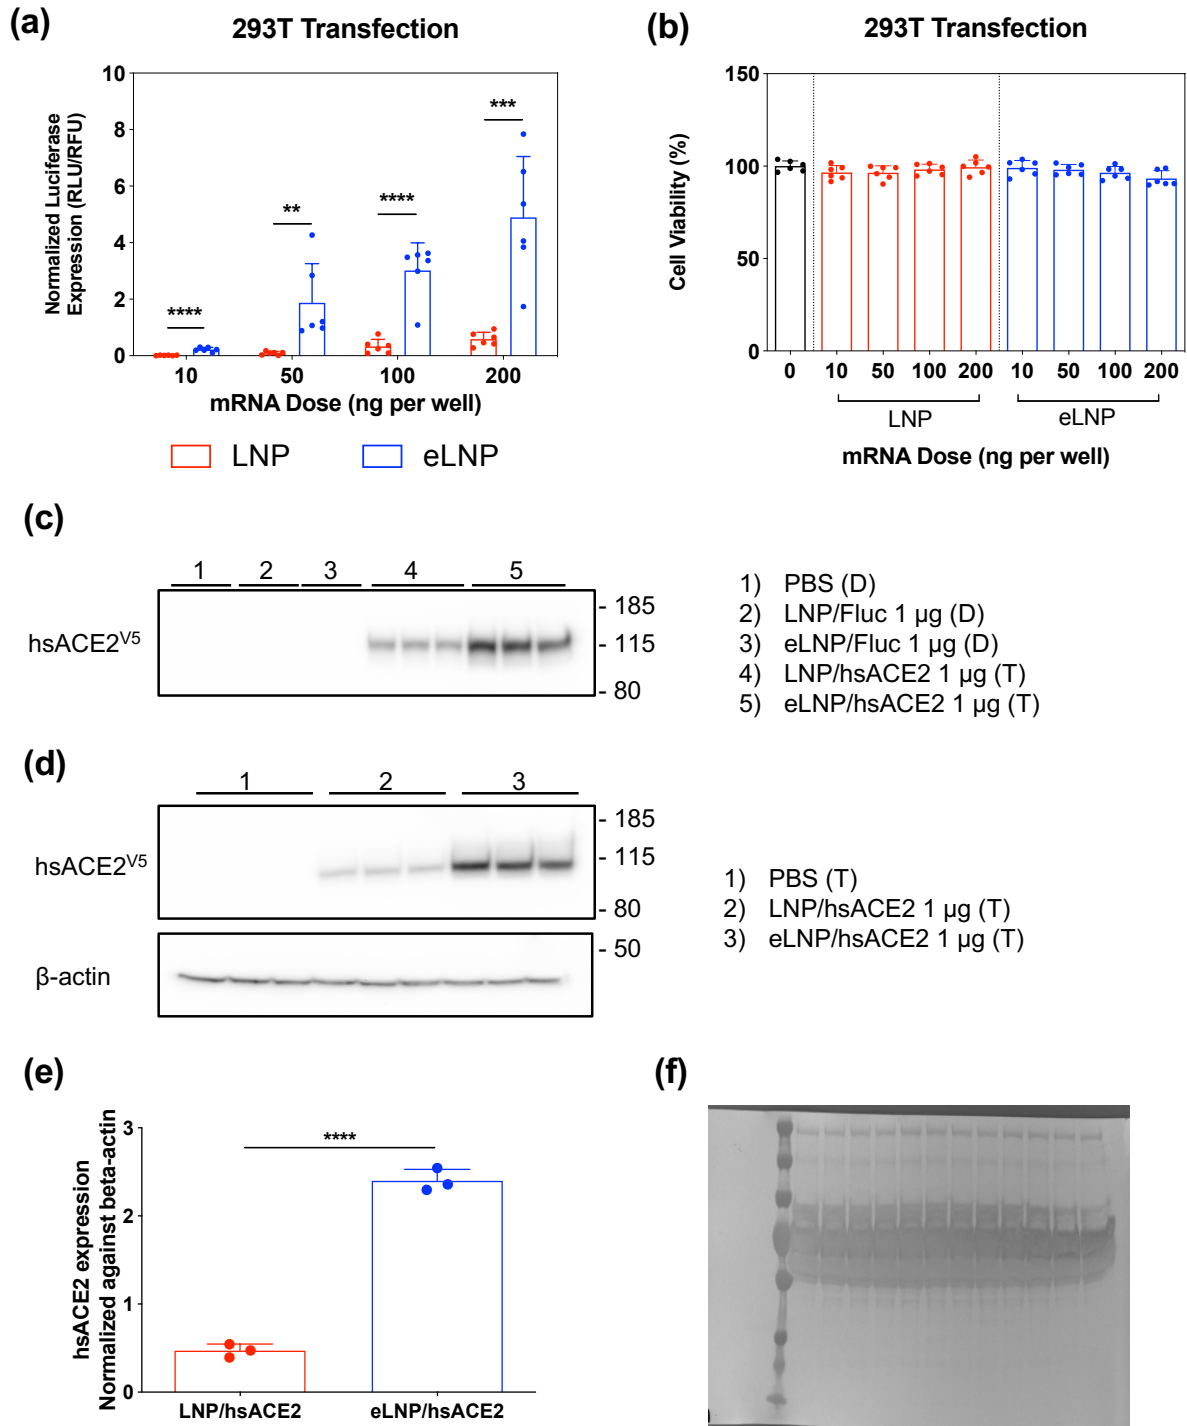 (a)
293T Transfection
Normalized Luciferase
Expression (RLU/RFU)
10
8
6
4
2
0
****
**
****
***
10 50 100 200
mRNA Dose (ng per well)
LNP eLNP
(b)
293T Transfection
Cell Viability (%)
150
100
50
0
0 10 50 100 200 10 50 100 200
LNP eLNP
mRNA Dose (ng per well)
(c)
1 2 3 4 5
hsACE2V5
- 185
- 115
- 80
1) PBS (D)
2) LNP/Fluc 1 µg (D)
3) eLNP/Fluc 1 µg (D)
4) LNP/hsACE2 1 µg (T)
5) eLNP/hsACE2 1 µg (T)
(d)
1 2 3
hsACE2V5
- 185
- 115
- 80
β-actin
- 50
1) PBS (T)
2) LNP/hsACE2 1 µg (T)
3) eLNP/hsACE2 1 µg (T)
(e)
hsACE2 expression
Normalized against beta-actin
3
2
1
0
****
LNP/hsACE2 eLNP/hsACE2
(f)